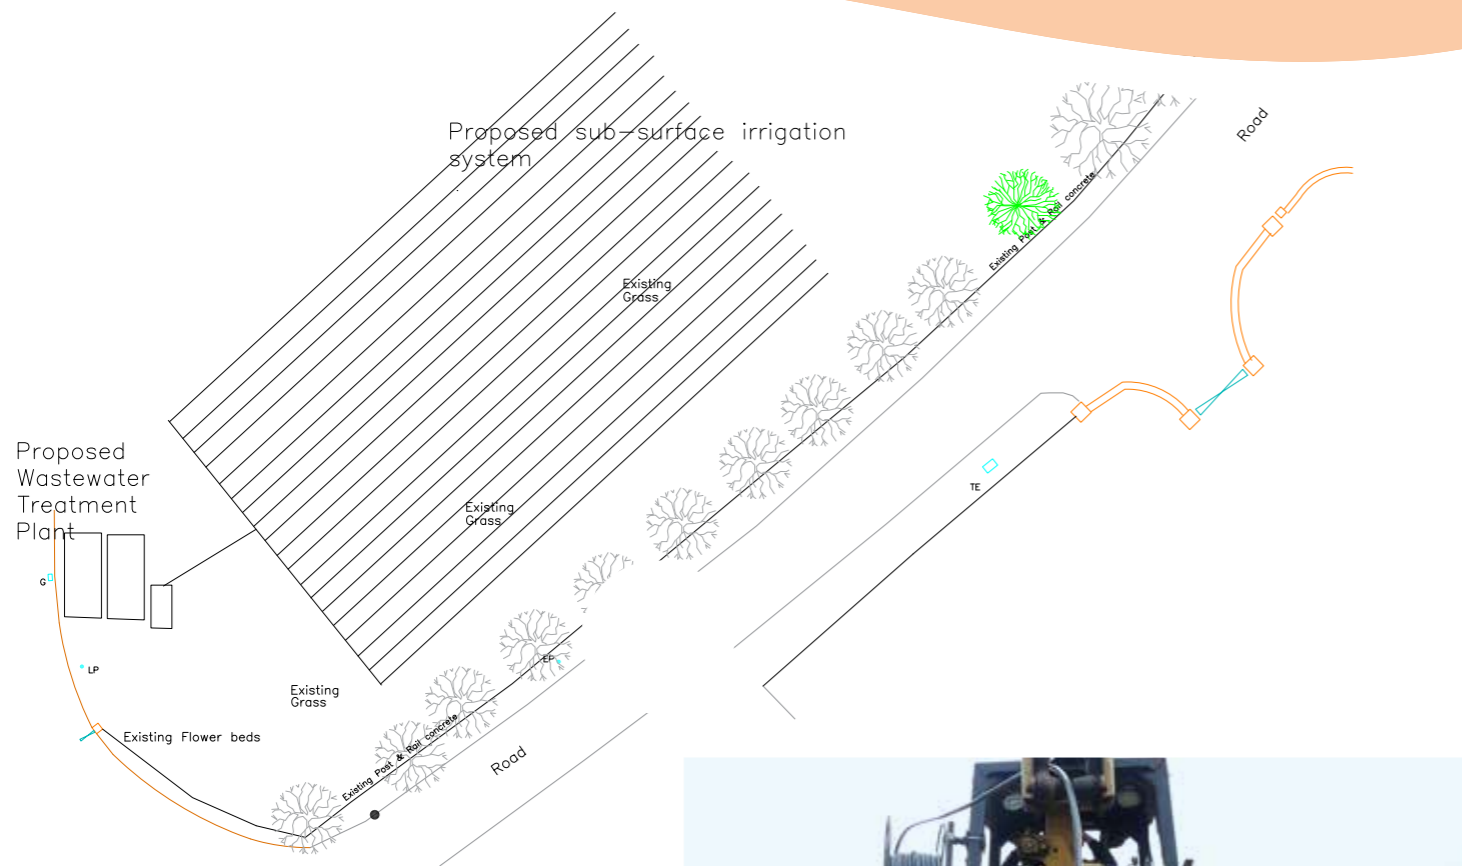 Proposed sub-surface irrigation
system
Road
Existing Post & Rail concrete
Existing
Grass
Proposed
Wastewater
Treatment
Plant
TE
Existing
Grass
G
LP
EP
Existing
Grass
Existing Flower beds
Existing Post & Rail concrete
Road